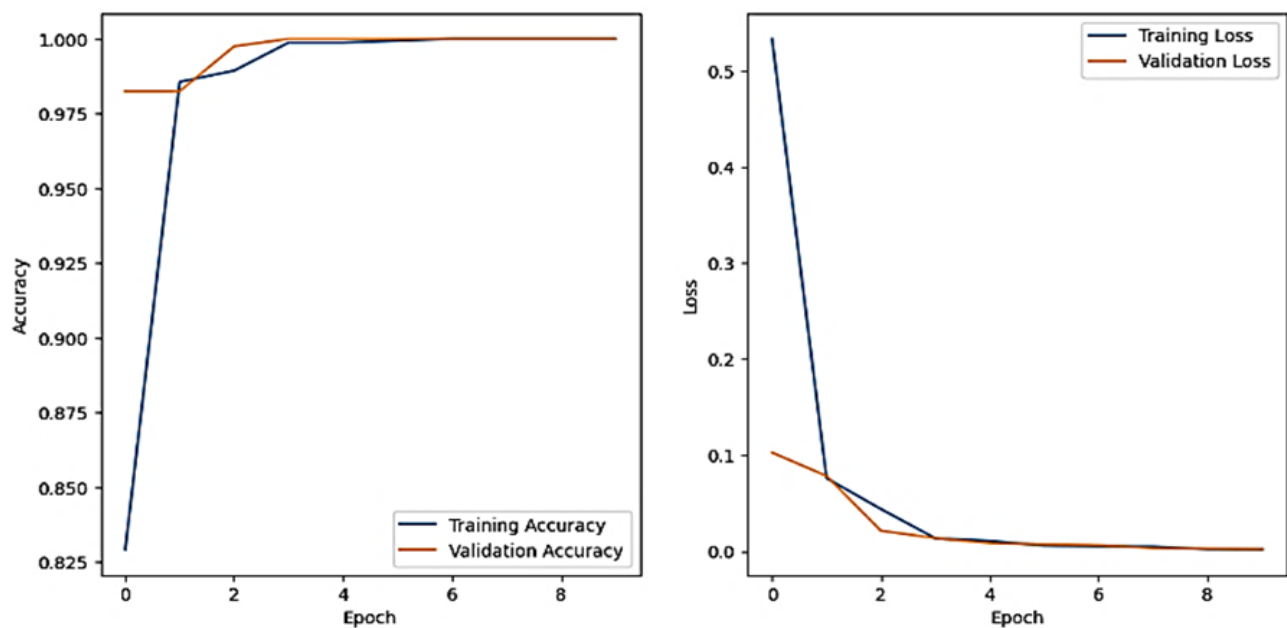 1.000
0.975
0.950
0.925
0.900
0.875
0.850
0.825
Accuracy
Training Accuracy
Validation Accuracy
0 2 4 6 8
Epoch
0.5
0.4
0.3
0.2
0.1
0.0
Loss
Training Loss
Validation Loss
0 2 4 6 8
Epoch